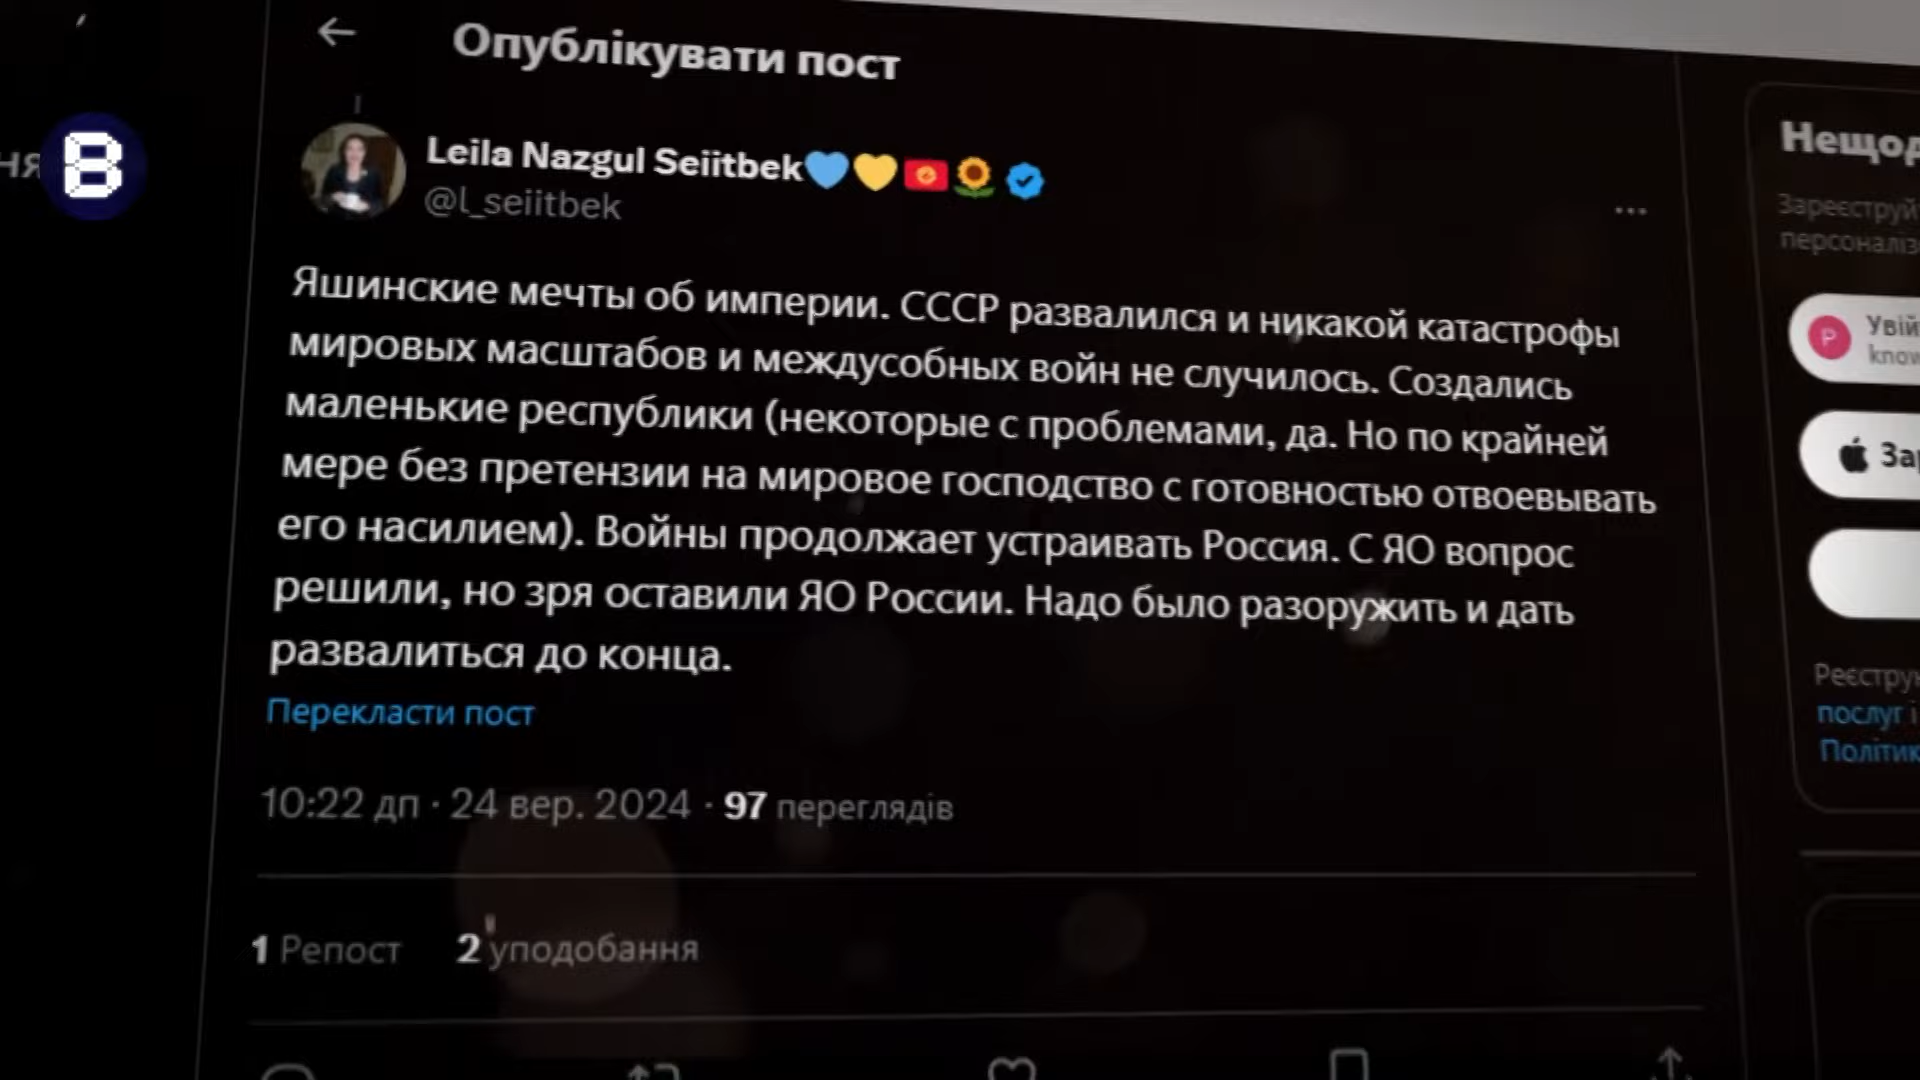 Опублікувати пост
ня
B
Leila Nazgul Seiitbek💙💛🇰🇬🌻
@l_seiitbek
Яшинские мечты об империи. СССР развалился и никакой катастрофы
мировых масштабов и междусобных войн не случилось. Создались
маленькие республики (некоторые с проблемами, да. Но по крайней
мере без претензии на мировое господство с готовностью отвоевывать
его насилием). Войны продолжает устраивать Россия. С ЯО вопрос
решили, но зря оставили ЯО России. Надо было разоружить и дать
развалиться до конца.
Перекласти пост
10:22 дп · 24 вер. 2024 · 97 переглядів
1 Репост 2 уподобання
Нещод
Зареєструй
персоналіз
P
Увій
know
Зар
Реєстру
послуг і
Політик